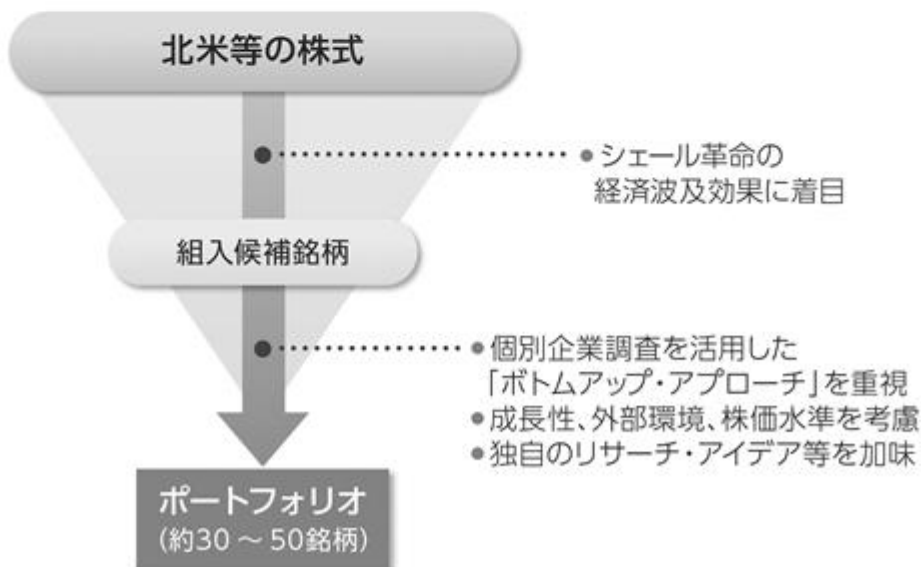 北米等の株式
● シェール革命の
経済波及効果に着目
組入候補銘柄
● 個別企業調査を活用した
「ボトムアップ・アプローチ」を重視
● 成長性、外部環境、株価水準を考慮
● 独自のリサーチ・アイデア等を加味
ポートフォリオ
(約30 ～ 50銘柄)